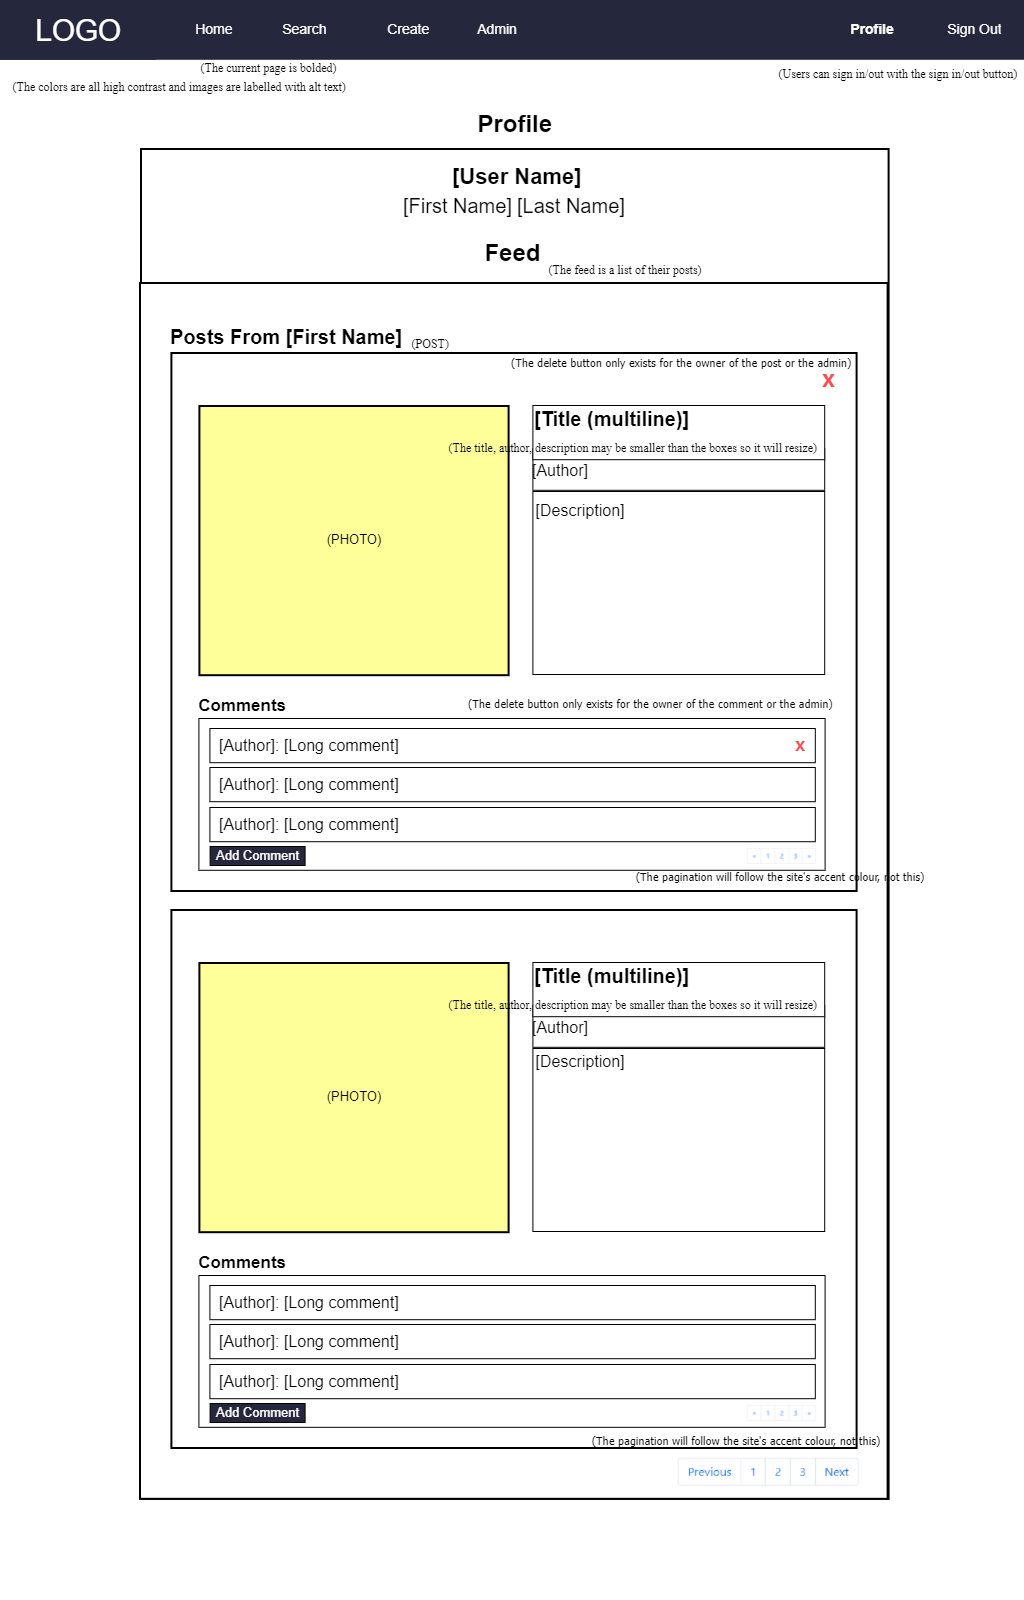 LOGO Home Search Create Admin Profile Sign Out
(The current page is bolded)
(Users can sign in/out with the sign in/out button)
(The colors are all high contrast and images are labelled with alt text)
Profile
[User Name]
[First Name] [Last Name]
Feed
(The feed is a list of their posts)
Posts From [First Name] (POST)
(The delete button only exists for the owner of the post or the admin)
X
[Title (multiline)]
(The title, author, description may be smaller than the boxes so it will resize)
[Author]
[Description]
(PHOTO)
Comments
(The delete button only exists for the owner of the comment or the admin)
[Author]: [Long comment] X
[Author]: [Long comment]
[Author]: [Long comment]
Add Comment « 1 2 3 »
(The pagination will follow the site's accent colour, not this)
[Title (multiline)]
(The title, author, description may be smaller than the boxes so it will resize)
[Author]
[Description]
(PHOTO)
Comments
[Author]: [Long comment]
[Author]: [Long comment]
[Author]: [Long comment]
Add Comment « 1 2 3 »
(The pagination will follow the site's accent colour, not this)
Previous 1 2 3 Next